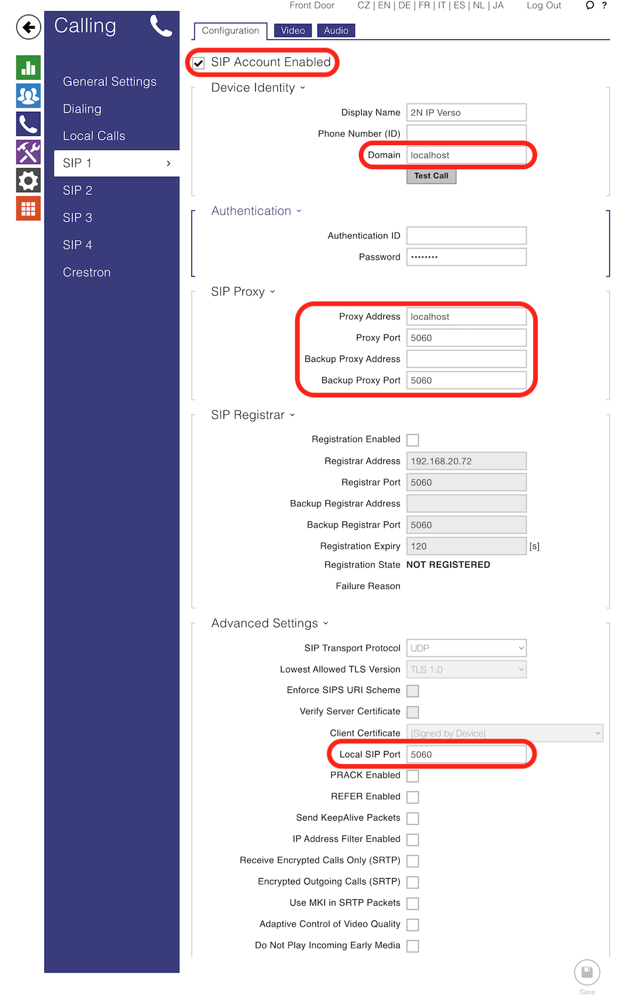 Front Door
CZ | EN | DE | FR | IT | ES | NL | JA
Log Out
?
Calling
General Settings
Dialing
Local Calls
SIP 1
SIP 2
SIP 3
SIP 4
Crestron
Configuration
Video
Audio
SIP Account Enabled
Device Identity
Display Name 2N IP Verso
Phone Number (ID)
Domain localhost
Test Call
Authentication
Authentication ID
Password ••••••••
SIP Proxy
Proxy Address localhost
Proxy Port 5060
Backup Proxy Address
Backup Proxy Port 5060
SIP Registrar
Registration Enabled
Registrar Address 192.168.20.72
Registrar Port 5060
Backup Registrar Address
Backup Registrar Port 5060
Registration Expiry 120 [s]
Registration State NOT REGISTERED
Failure Reason
Advanced Settings
SIP Transport Protocol UDP
Lowest Allowed TLS Version TLS 1.0
Enforce SIPS URI Scheme
Verify Server Certificate
Client Certificate [Signed by Device]
Local SIP Port 5060
PRACK Enabled
REFER Enabled
Send KeepAlive Packets
IP Address Filter Enabled
Receive Encrypted Calls Only (SRTP)
Encrypted Outgoing Calls (SRTP)
Use MKI in SRTP Packets
Adaptive Control of Video Quality
Do Not Play Incoming Early Media
Save